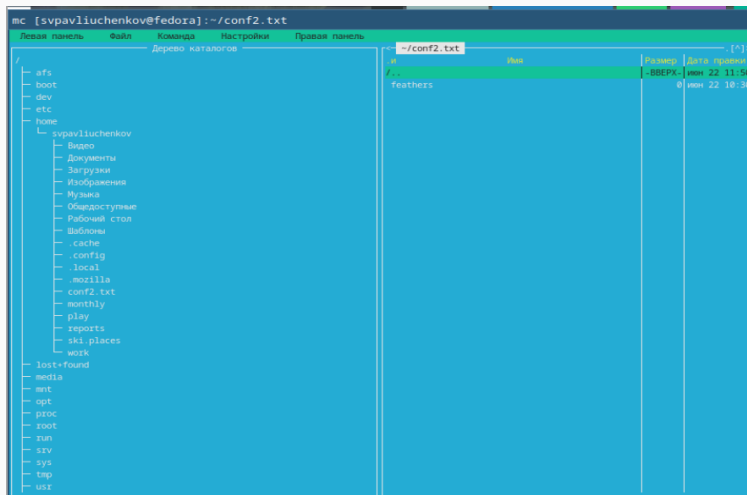 mc [svpavliuchenkov@fedora]:~/conf2.txt
Левая панель Файл Команда Настройки Правая панель
Дерево каталогов
/
afs
boot
dev
etc
home
svpavliuchenkov
Видео
Документы
Загрузки
Изображения
Музыка
Общедоступные
Рабочий стол
Шаблоны
.cache
.config
.local
.mozilla
conf2.txt
monthly
play
reports
ski.places
work
lost+found
media
mnt
opt
proc
root
run
srv
sys
tmp
usr
<─ ~/conf2.txt .[^]
.и Имя Размер Дата правки
/.. -ВВЕРХ- июн 22 11:50
feathers 0 июн 22 10:30